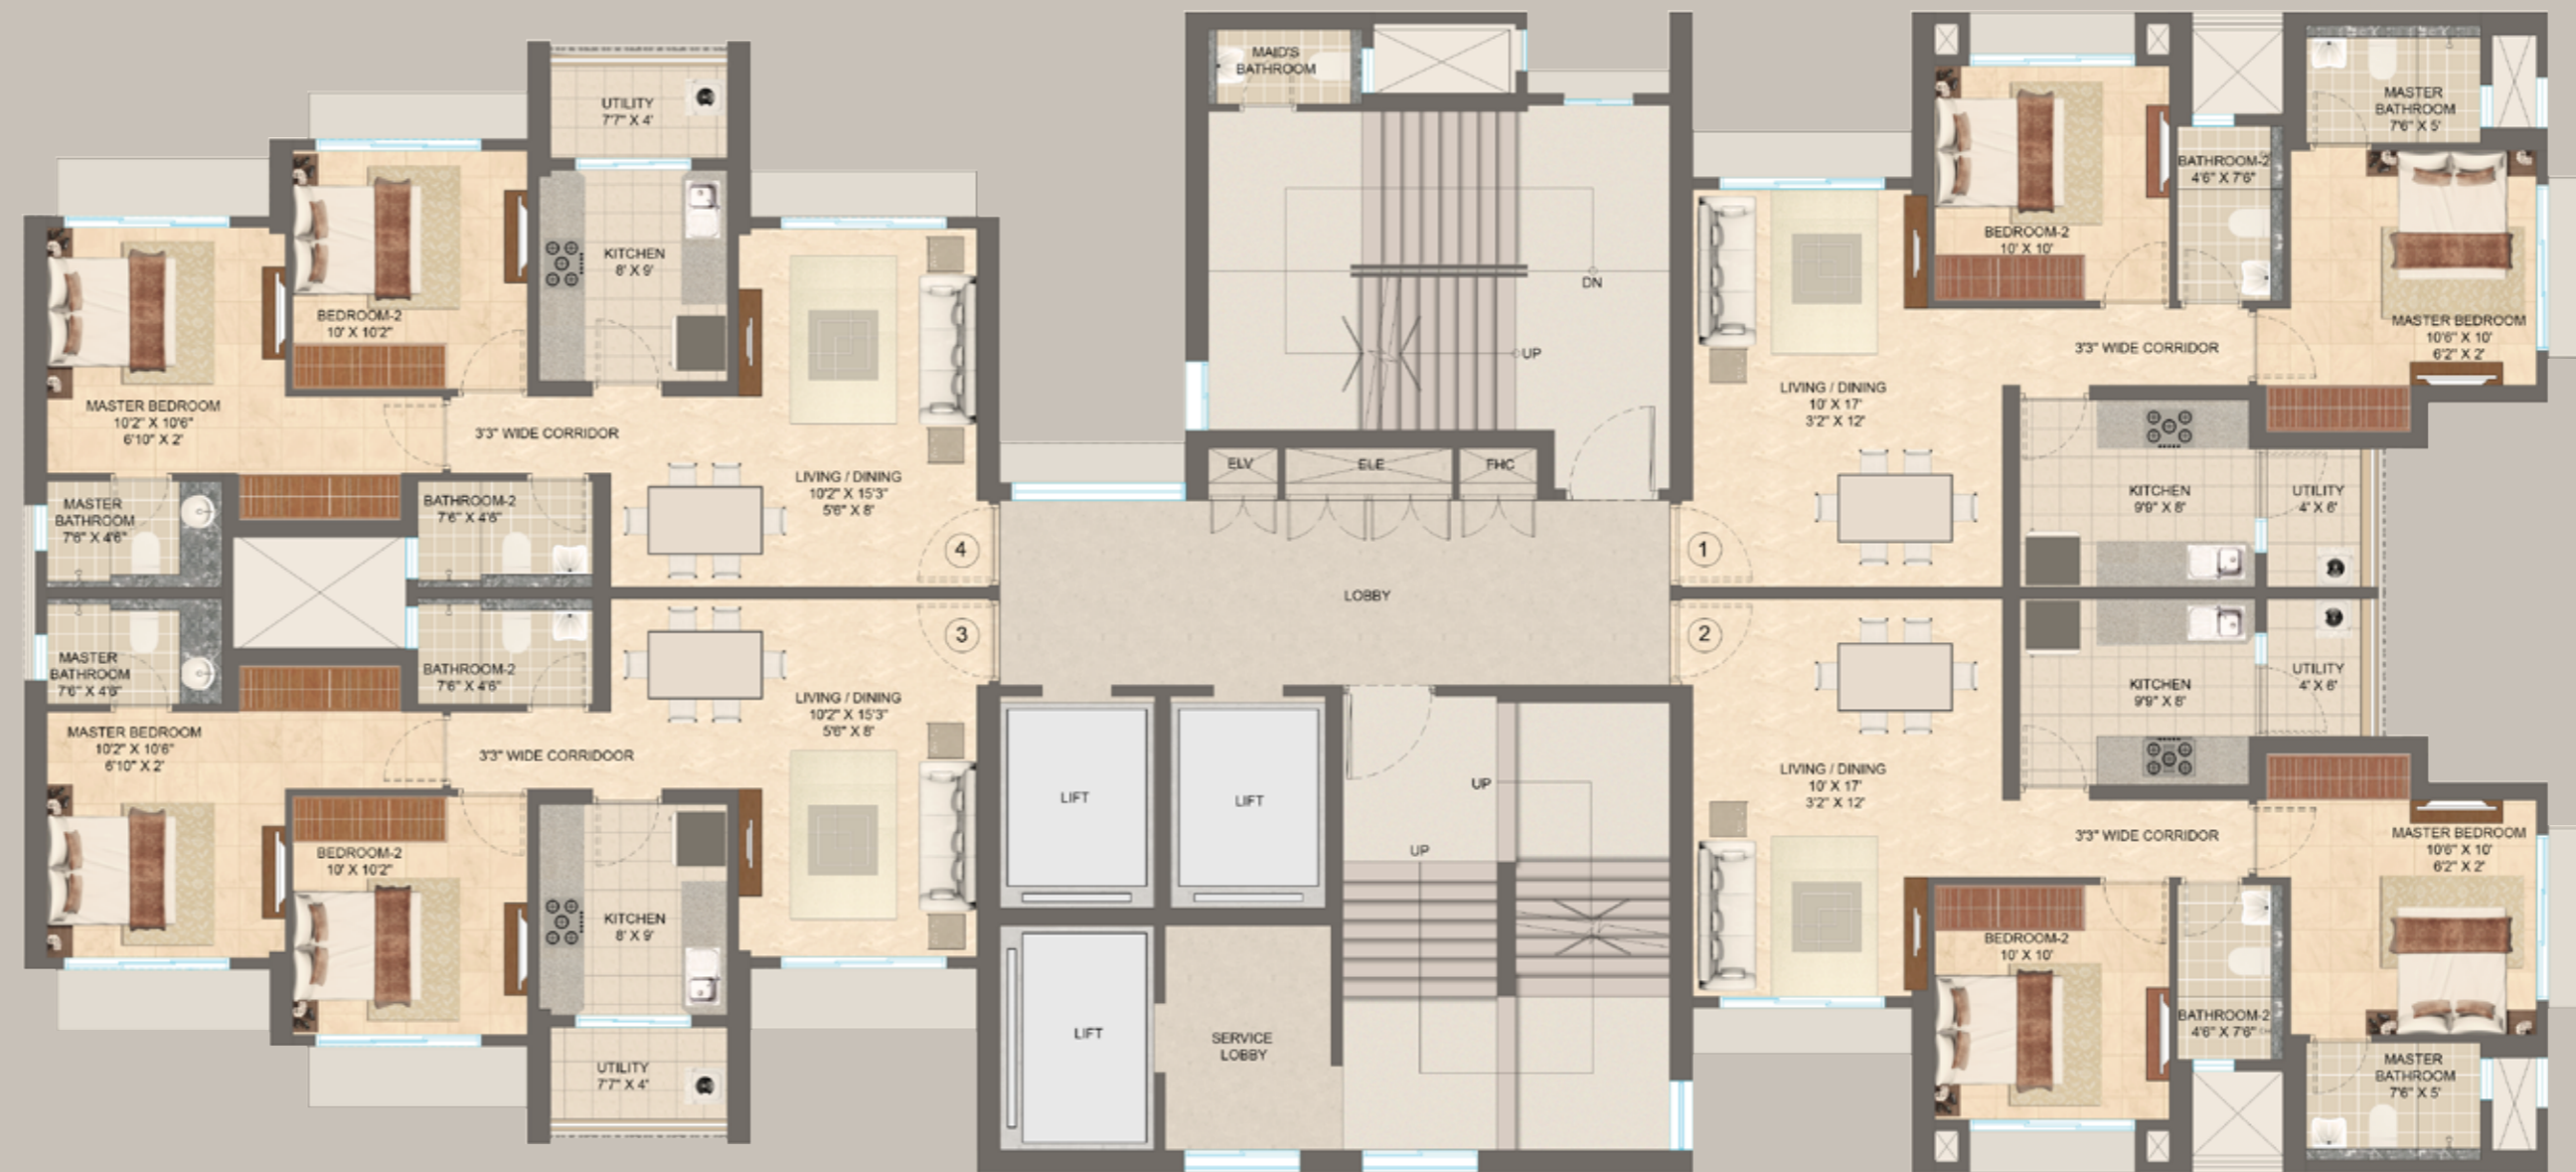 MAID'S
BATHROOM
UTILITY
7'7" X 4'
KITCHEN
8' X 9'
BEDROOM-2
10' X 10'2"
MASTER BEDROOM
10'2" X 10'6"
6'10" X 2'
3'3" WIDE CORRIDOR
LIVING / DINING
10'2" X 15'3"
5'6" X 8'
MASTER
BATHROOM
7'6" X 4'6"
BATHROOM-2
7'6" X 4'6"
4
DN
UP
ELV
ELE
FHC
LOBBY
BEDROOM-2
10' X 10'
BATHROOM-2
4'6" X 7'6"
MASTER
BATHROOM
7'6" X 5'
MASTER BEDROOM
10'6" X 10'
6'2" X 2'
3'3" WIDE CORRIDOR
LIVING / DINING
10' X 17'
3'2" X 12'
KITCHEN
9'9" X 8'
UTILITY
4' X 6'
1
MASTER
BATHROOM
7'6" X 4'6"
BATHROOM-2
7'6" X 4'6"
3
LIVING / DINING
10'2" X 15'3"
5'6" X 8'
MASTER BEDROOM
10'2" X 10'6"
6'10" X 2'
3'3" WIDE CORRIDOOR
BEDROOM-2
10' X 10'2"
KITCHEN
8' X 9'
UTILITY
7'7" X 4'
LIFT
LIFT
LIFT
SERVICE
LOBBY
UP
UP
2
KITCHEN
9'9" X 8'
UTILITY
4' X 6'
LIVING / DINING
10' X 17'
3'2" X 12'
3'3" WIDE CORRIDOR
MASTER BEDROOM
10'6" X 10'
6'2" X 2'
BEDROOM-2
10' X 10'
BATHROOM-2
4'6" X 7'6"
MASTER
BATHROOM
7'6" X 5'